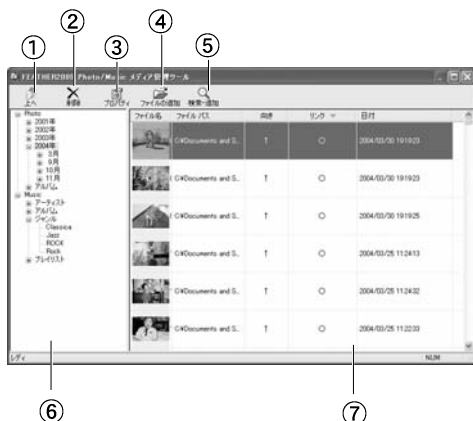 ① ② ③ ④ ⑤
FEATHER2005 Photo/Music メディア管理ツール
上へ 削除 プロパティ ファイルの追加 検索・追加
Photo
2001年
2002年
2003年
2004年
3月
9月
10月
11月
アルバム
Music
アーティスト
アルバム
ジャンル
Classica
Jazz
ROCK
Rock
プレイリスト
ファイル名 ファイル パス 向き リンク 日付
C:¥Documents and S... ↑ ○ 2004/03/30 19:19:23
C:¥Documents and S... ↑ ○ 2004/03/30 19:19:23
C:¥Documents and S... ↑ ○ 2004/03/30 19:19:25
C:¥Documents and S... ↑ ○ 2004/03/25 11:24:13
C:¥Documents and S... ↑ ○ 2004/03/25 11:24:32
C:¥Documents and S... ↑ ○ 2004/03/25 11:22:03
レディ NUM
⑥ ⑦